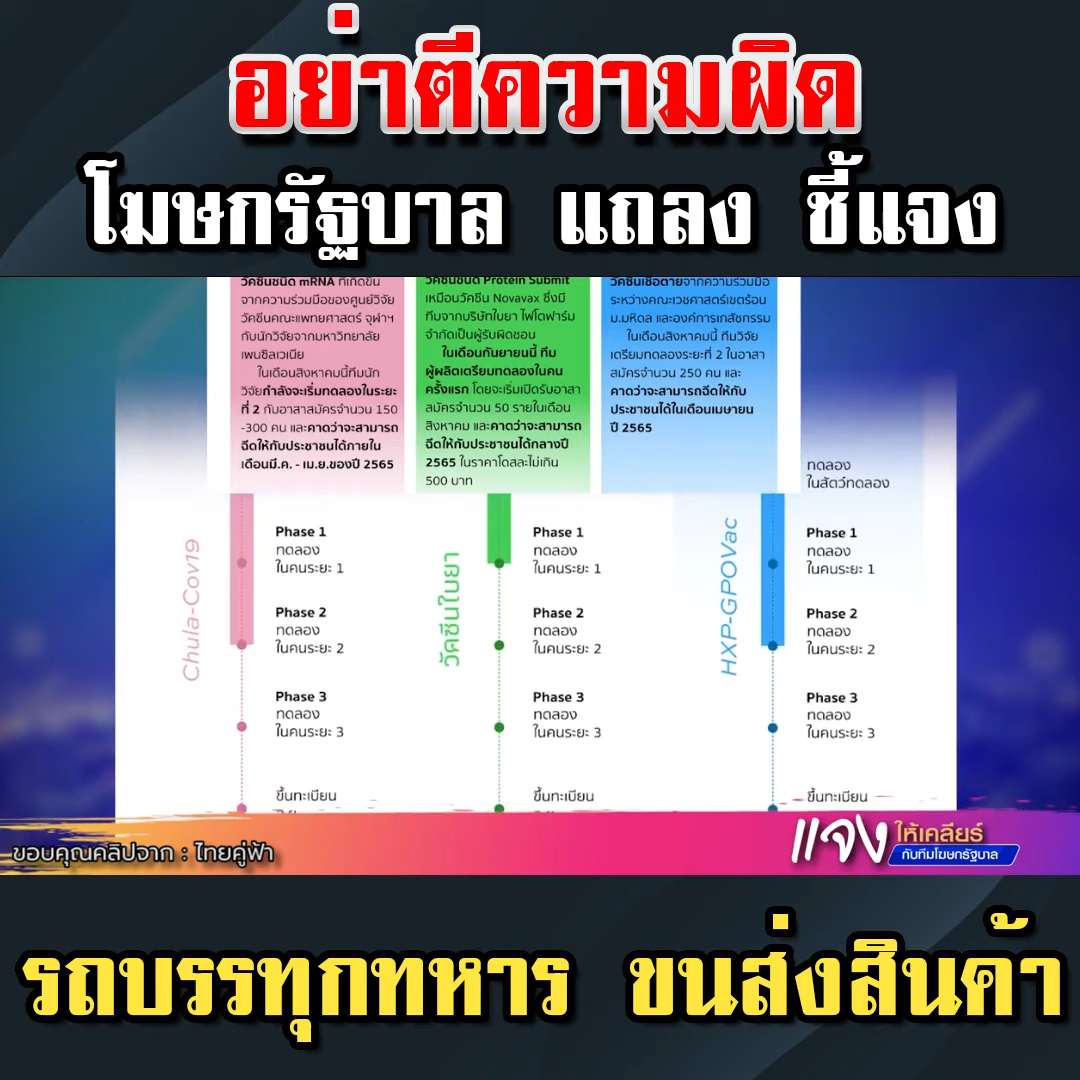 อย่าตีความผิด
โฆษกรัฐบาล แถลง ชี้แจง
วัคซีนชนิด mRNA ที่เกิดขึ้น
จากความร่วมมือของศูนย์วิจัย
วัคซีนคณะแพทยศาสตร์ จุฬาฯ
กับนักวิจัยจากมหาวิทยาลัย
เพนซิลเวเนีย
ในเดือนสิงหาคมนี้ทีมนัก
วิจัยกำลังจะเริ่มทดลองในระยะ
ที่ 2 กับอาสาสมัครจำนวน 150
-300 คน และคาดว่าจะสามารถ
ฉีดให้กับประชาชนได้ภายใน
เดือนมี.ค. - เม.ย.ของปี 2565
วัคซีนชนิด Protein Submit
เหมือนวัคซีน Novavax ซึ่งมี
ทีมจากบริษัทใบยา ไฟโตฟาร์ม
จำกัดเป็นผู้รับผิดชอบ
ในเดือนกันยายนนี้ ทีม
ผู้ผลิตเตรียมทดลองในคน
ครั้งแรก โดยจะเริ่มเปิดรับอาสา
สมัครจำนวน 50 รายในเดือน
สิงหาคม และคาดว่าจะสามารถ
ฉีดให้กับประชาชนได้กลางปี
2565 ในราคาโดสละไม่เกิน
500 บาท
วัคซีนเชื้อตายจากความร่วมมือ
ระหว่างคณะเวชศาสตร์เขตร้อน
ม.มหิดล และองค์การเภสัชกรรม
ในเดือนสิงหาคมนี้ ทีมวิจัย
เตรียมทดลองระยะที่ 2 ในอาสา
สมัครจำนวน 250 คน และ
คาดว่าจะสามารถฉีดให้กับ
ประชาชนได้ในเดือนเมษายน
ปี 2565
ทดลอง
ในสัตว์ทดลอง
Chula-Cov19
Phase 1
ทดลอง
ในคนระยะ 1
Phase 2
ทดลอง
ในคนระยะ 2
Phase 3
ทดลอง
ในคนระยะ 3
ขึ้นทะเบียน
วัคซีนใบยา
Phase 1
ทดลอง
ในคนระยะ 1
Phase 2
ทดลอง
ในคนระยะ 2
Phase 3
ทดลอง
ในคนระยะ 3
ขึ้นทะเบียน
HXP-GPOVac
Phase 1
ทดลอง
ในคนระยะ 1
Phase 2
ทดลอง
ในคนระยะ 2
Phase 3
ทดลอง
ในคนระยะ 3
ขึ้นทะเบียน
ขอบคุณคลิปจาก : ไทยคู่ฟ้า
แจงให้เคลียร์
กับทีมโฆษกรัฐบาล
รถบรรทุกทหาร ขนส่งสินค้า